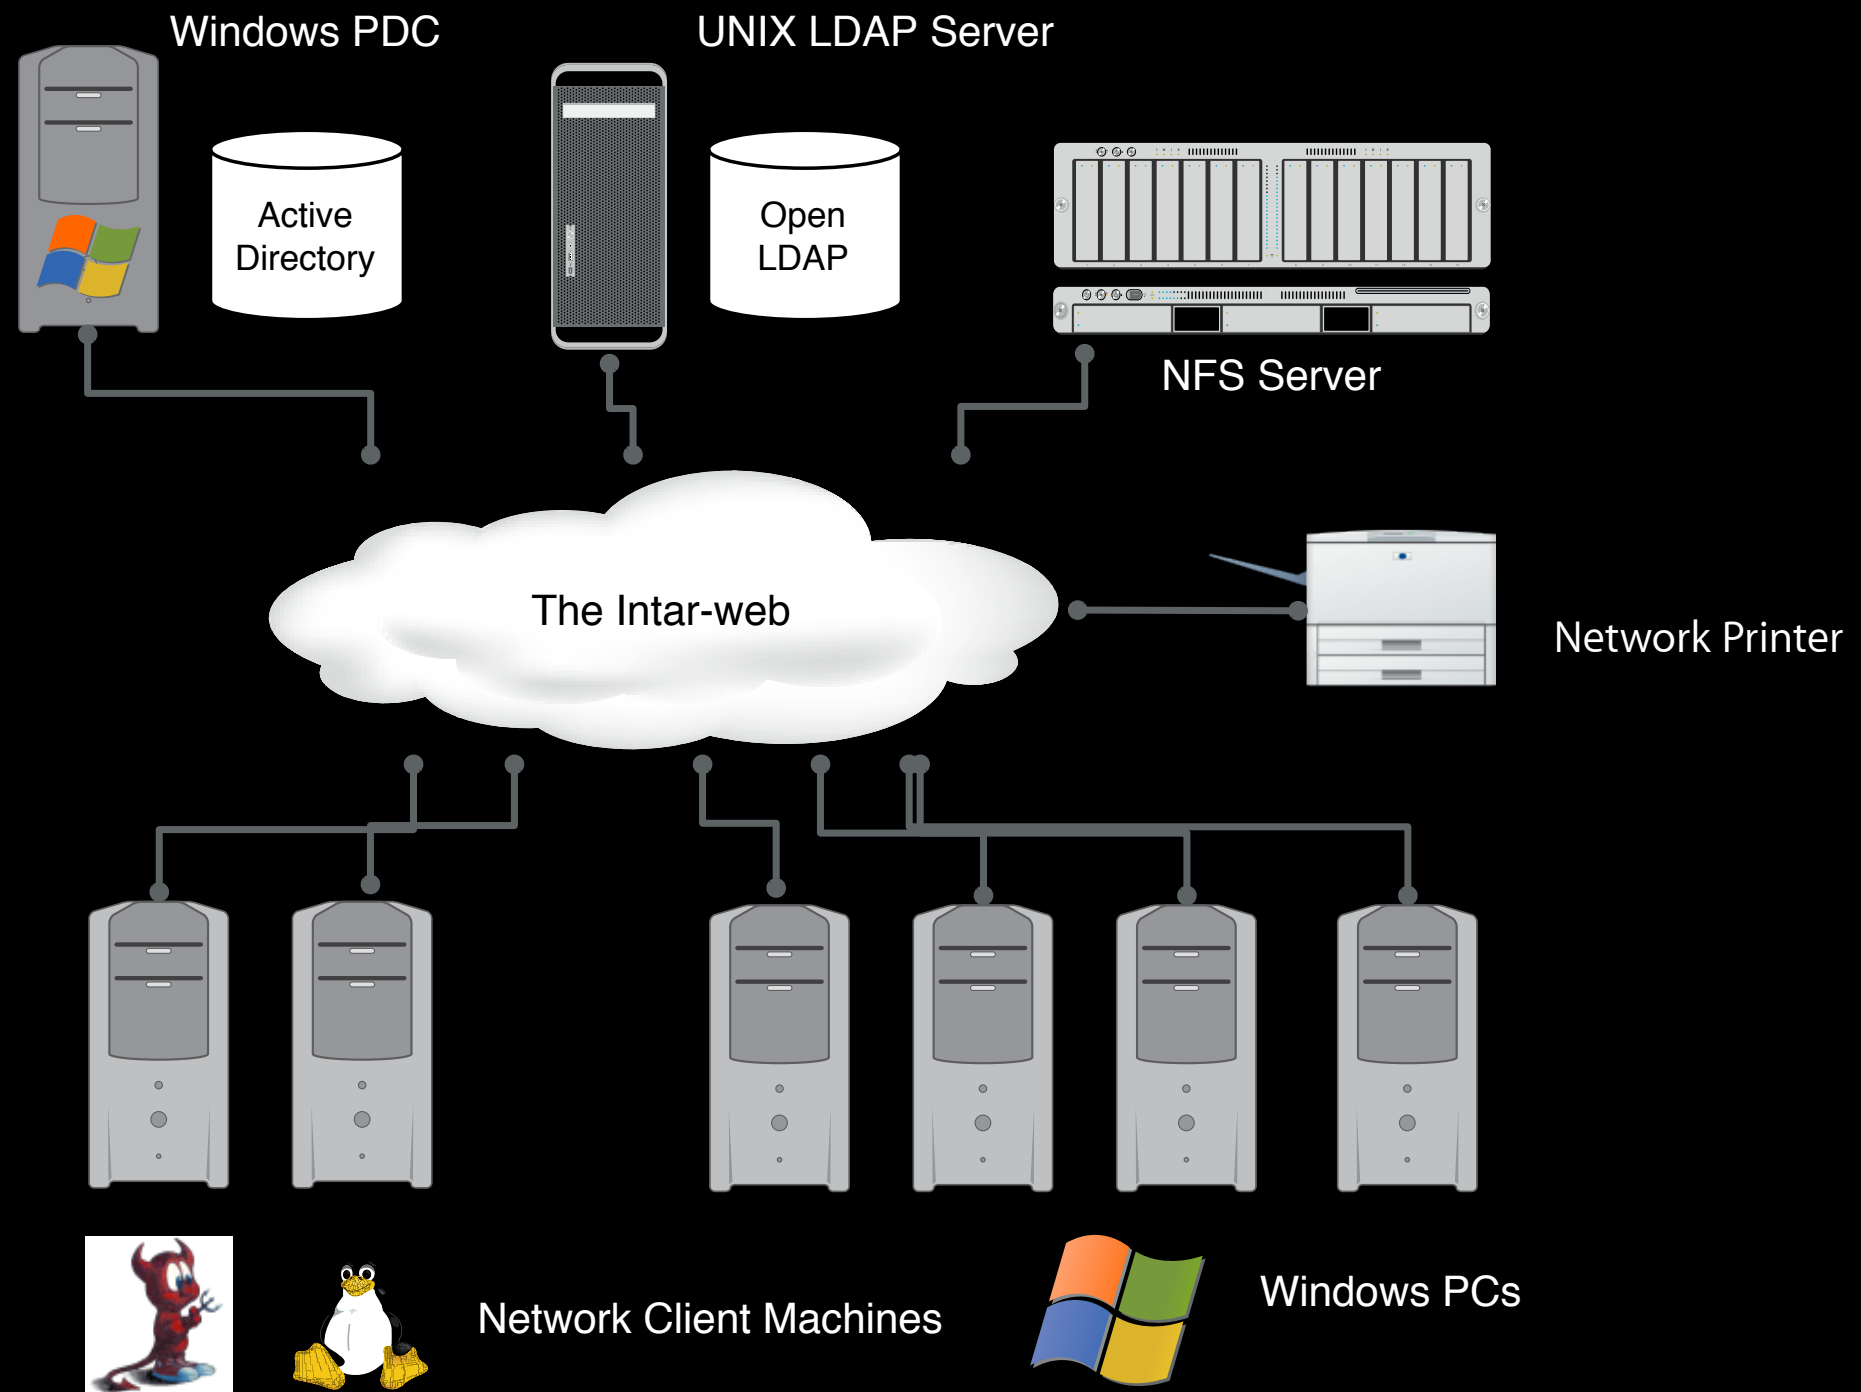 Windows PDC
UNIX LDAP Server
Active
Directory
Open
LDAP
NFS Server
The Intar-web
Network Printer
Network Client Machines
Windows PCs